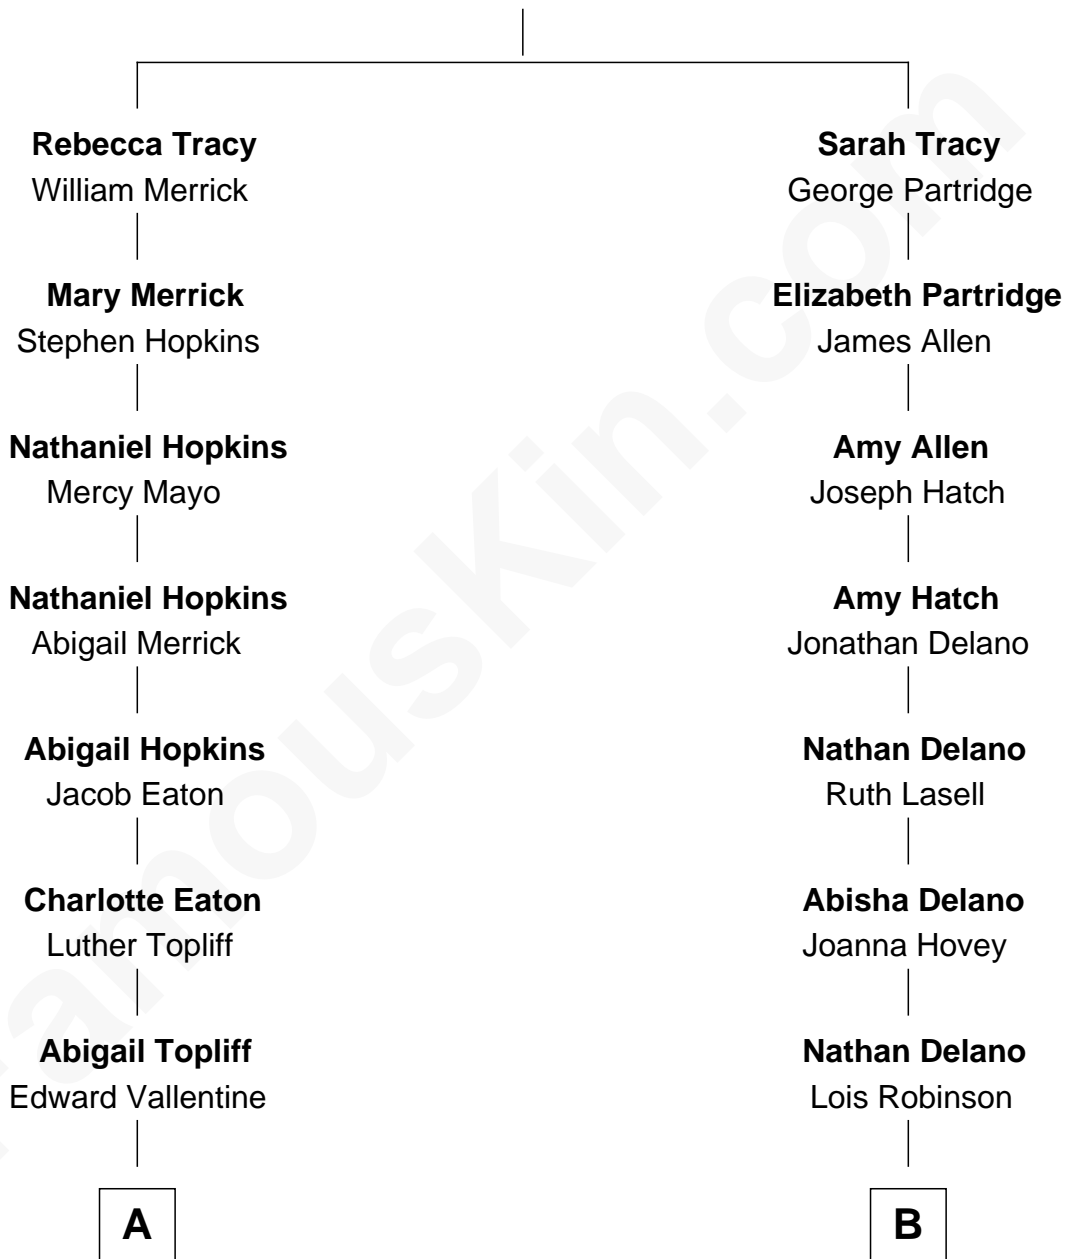 Rebecca Tracy
William Merrick
Mary Merrick
Stephen Hopkins
Nathaniel Hopkins
Mercy Mayo
Nathaniel Hopkins
Abigail Merrick
Abigail Hopkins
Jacob Eaton
Charlotte Eaton
Luther Topliff
Abigail Topliff
Edward Vallentine
A
Sarah Tracy
George Partridge
Elizabeth Partridge
James Allen
Amy Allen
Joseph Hatch
Amy Hatch
Jonathan Delano
Nathan Delano
Ruth Lasell
Abisha Delano
Joanna Hovey
Nathan Delano
Lois Robinson
B
FamousKin.com